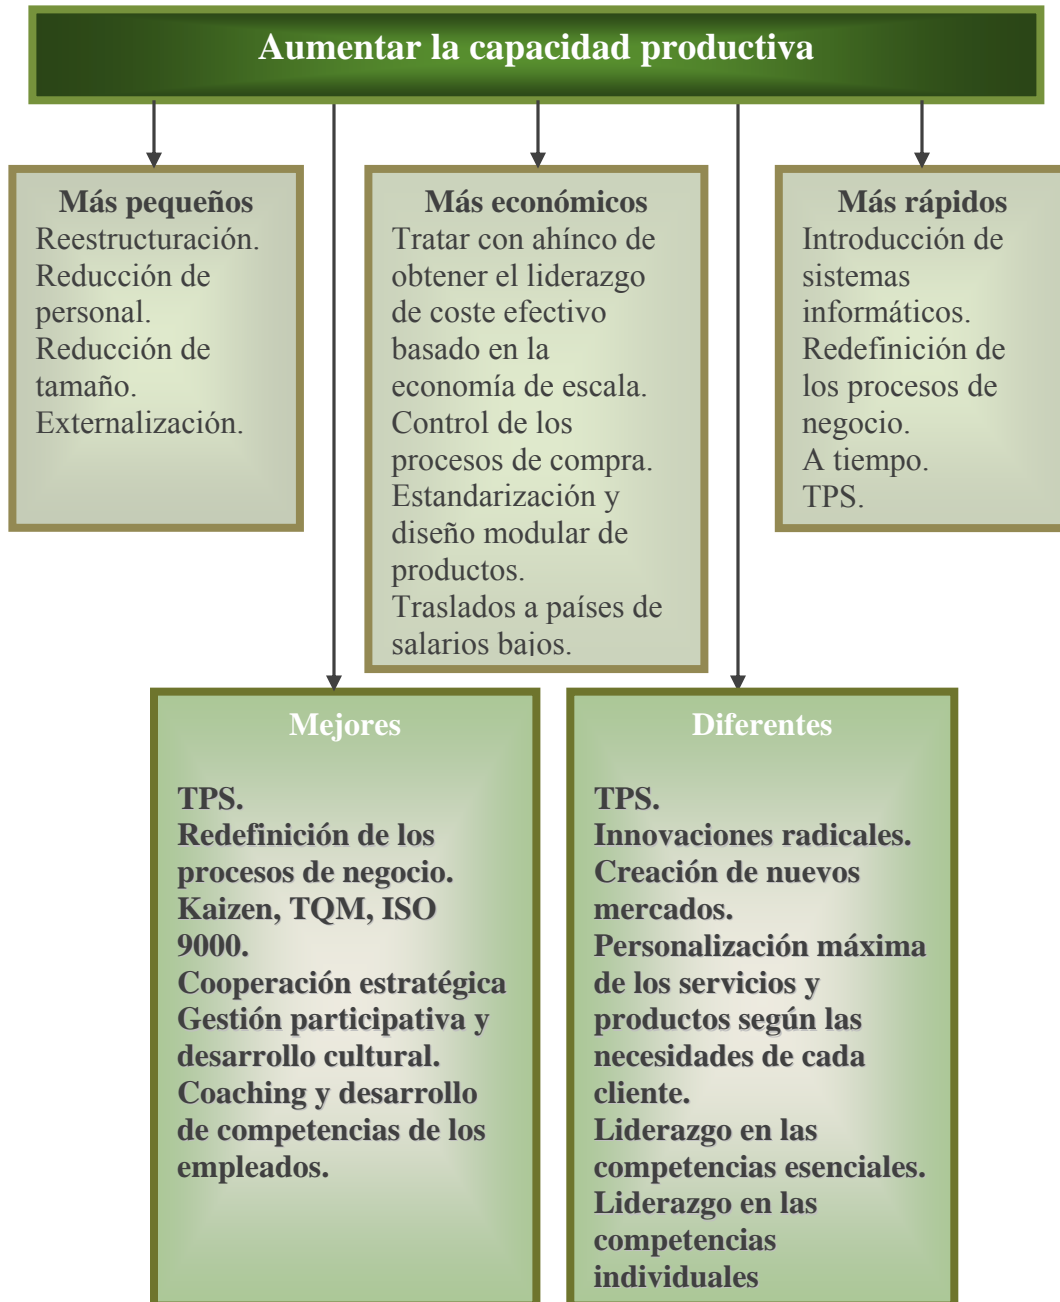 Aumentar la capacidad productiva
Más pequeños
Reestructuración.
Reducción de
personal.
Reducción de
tamaño.
Externalización.
Más económicos
Tratar con ahínco de
obtener el liderazgo
de coste efectivo
basado en la
economía de escala.
Control de los
procesos de compra.
Estandarización y
diseño modular de
productos.
Traslados a países de
salarios bajos.
Más rápidos
Introducción de
sistemas
informáticos.
Redefinición de
los procesos de
negocio.
A tiempo.
TPS.
Mejores
TPS.
Redefinición de los
procesos de negocio.
Kaizen, TQM, ISO
9000.
Cooperación estratégica
Gestión participativa y
desarrollo cultural.
Coaching y desarrollo
de competencias de los
empleados.
Diferentes
TPS.
Innovaciones radicales.
Creación de nuevos
mercados.
Personalización máxima
de los servicios y
productos según las
necesidades de cada
cliente.
Liderazgo en las
competencias esenciales.
Liderazgo en las
competencias
individuales